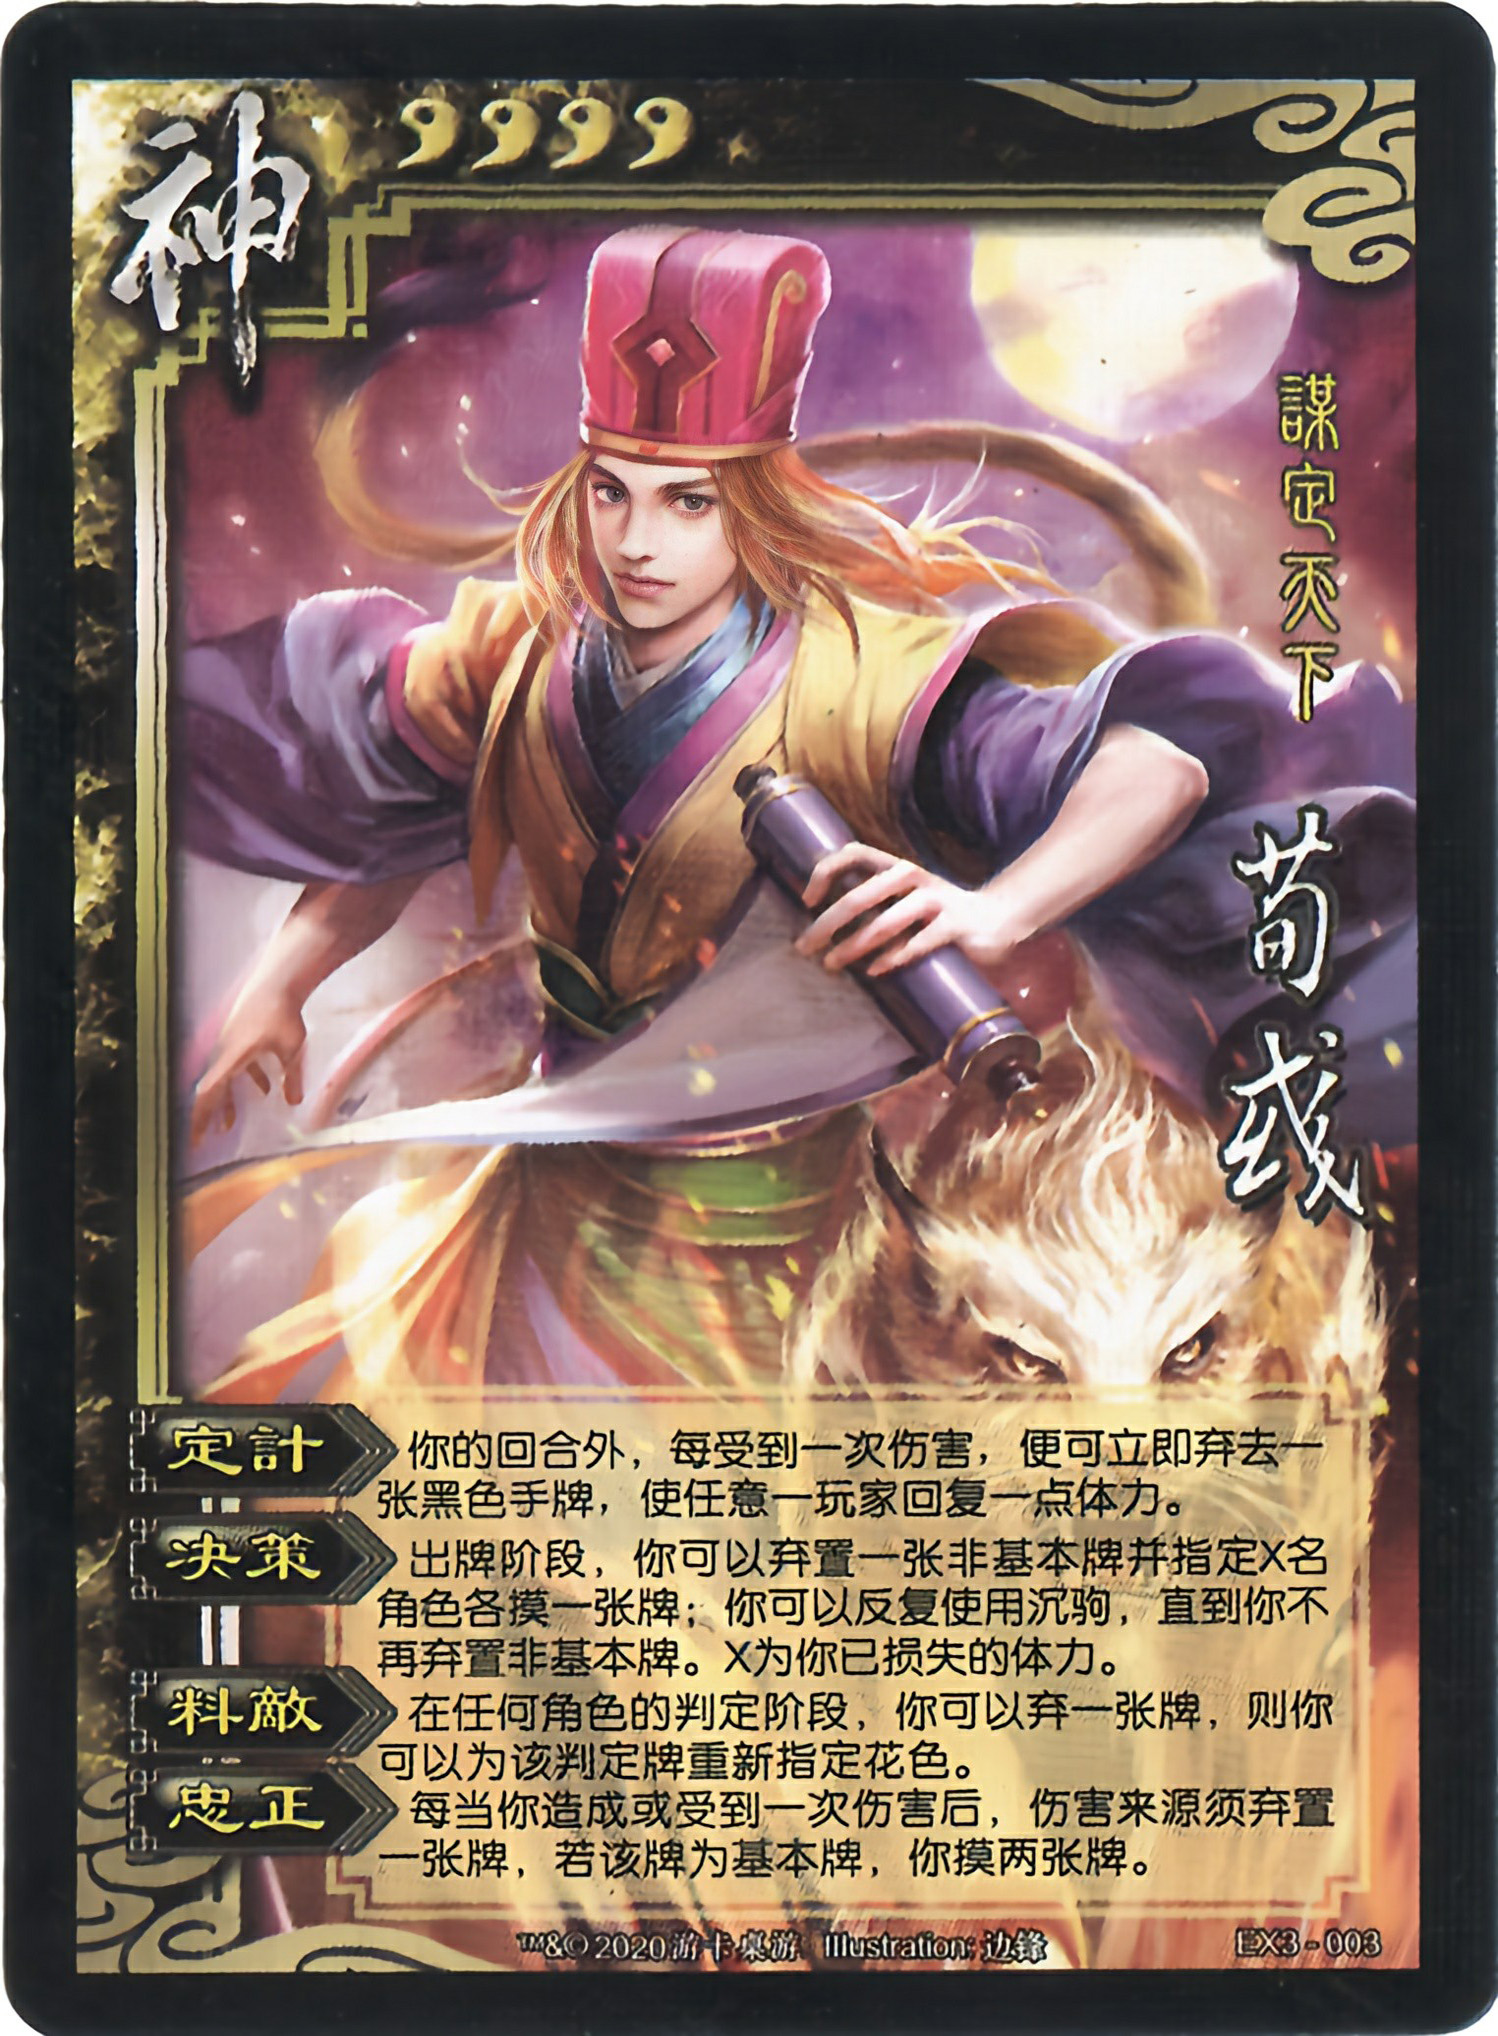 神
謀定天下
荀彧
定計
你的回合外，每受到一次伤害，便可立即弃去一
张黑色手牌，使任意一玩家回复一点体力。
决策
出牌阶段，你可以弃置一张非基本牌并指定X名
角色各摸一张牌；你可以反复使用沉驹，直到你不
再弃置非基本牌。X为你已损失的体力。
料敵
在任何角色的判定阶段，你可以弃一张牌，则你
可以为该判定牌重新指定花色。
忠正
每当你造成或受到一次伤害后，伤害来源须弃置
一张牌，若该牌为基本牌，你摸两张牌。
™&© 2020 游卡桌游 Illustration: 边锋
EX3-003